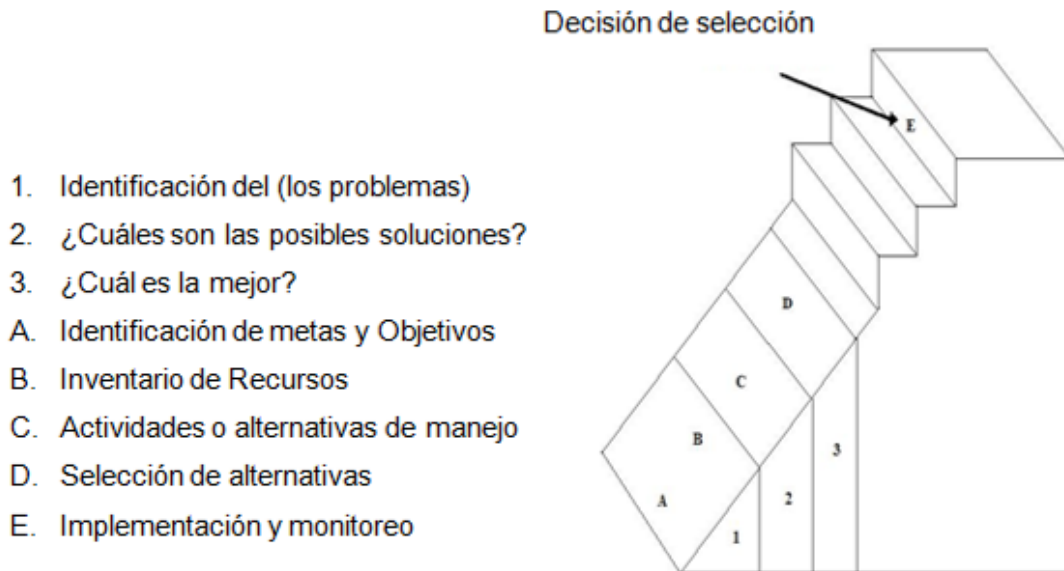 Decisión de selección
1. Identificación del (los problemas)
2. ¿Cuáles son las posibles soluciones?
3. ¿Cuál es la mejor?
A. Identificación de metas y Objetivos
B. Inventario de Recursos
C. Actividades o alternativas de manejo
D. Selección de alternativas
E. Implementación y monitoreo
E
D
C
B
3
A
2
1